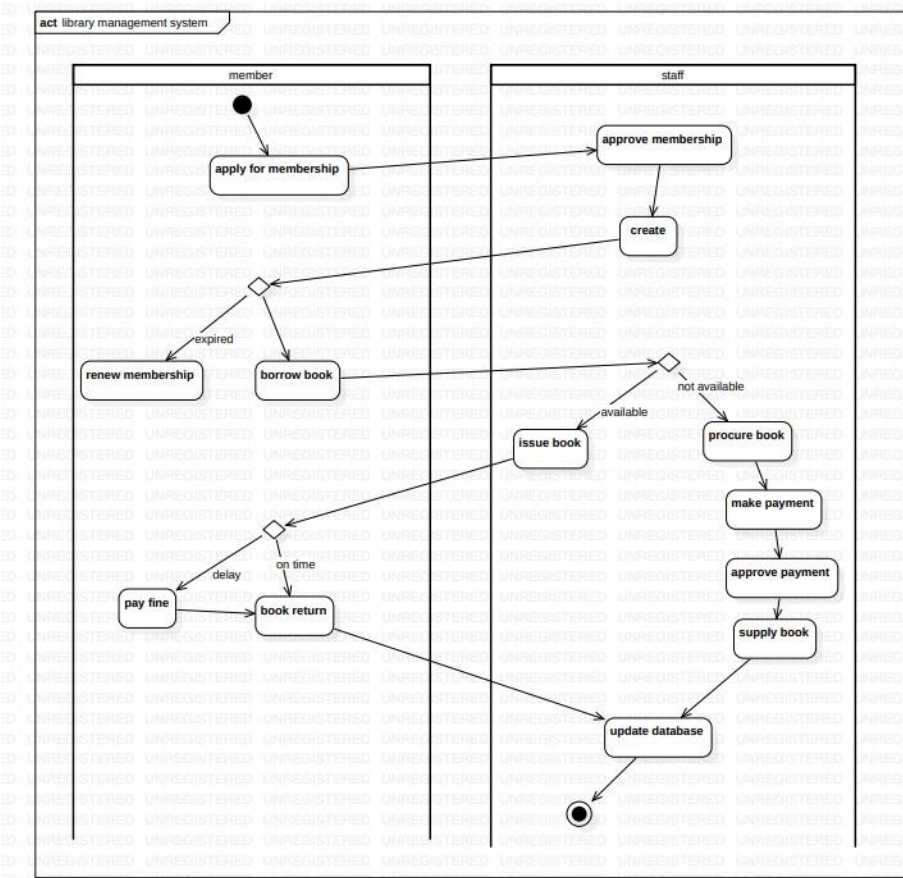 act library management system
member
staff
apply for membership
approve membership
create
expired
renew membership
borrow book
not available
available
issue book
procure book
make payment
delay
on time
approve payment
pay fine
book return
supply book
update database
UNREGISTERED